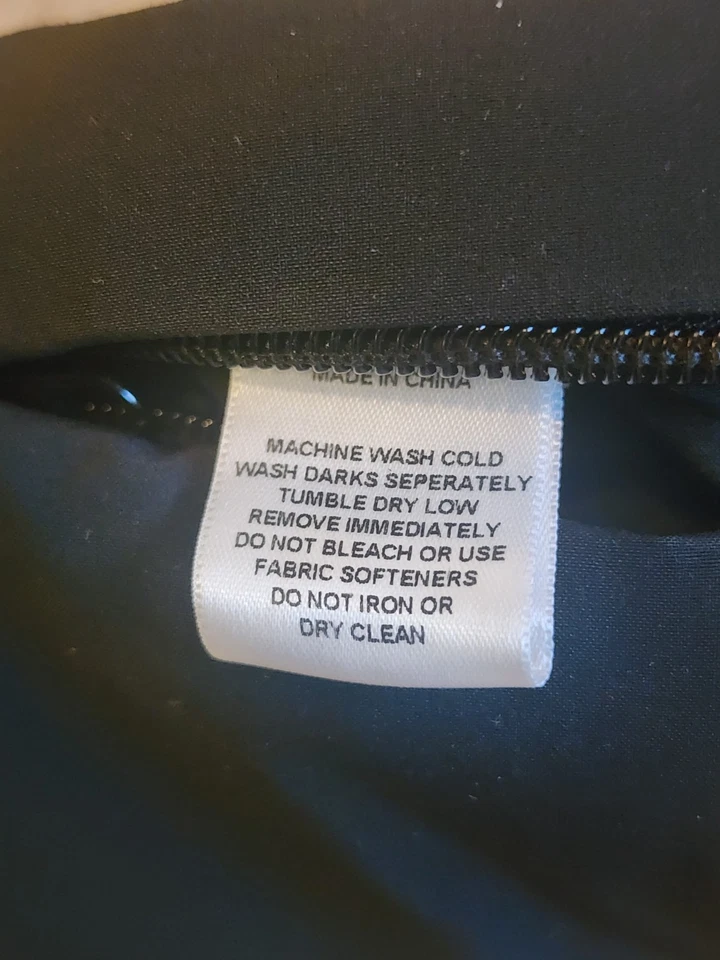 MADE IN CHINA
MACHINE WASH COLD
WASH DARKS SEPERATELY
TUMBLE DRY LOW
REMOVE IMMEDIATELY
DO NOT BLEACH OR USE
FABRIC SOFTENERS
DO NOT IRON OR
DRY CLEAN